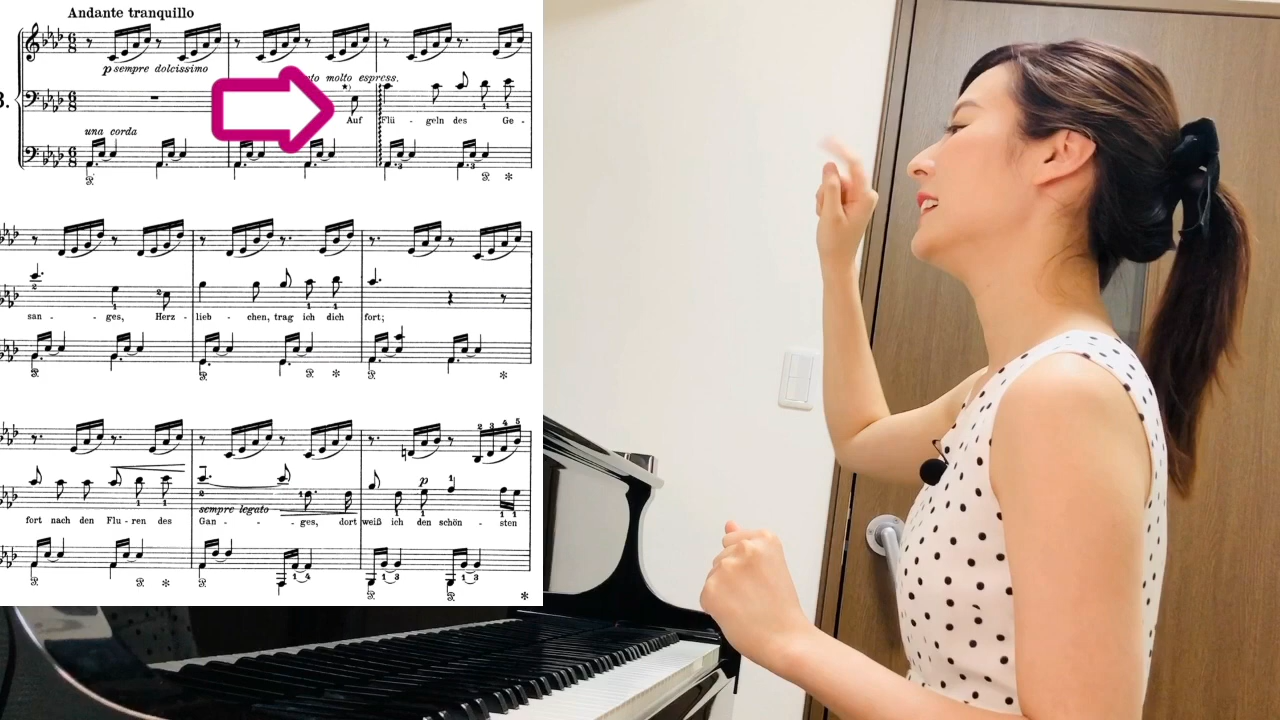 Andante tranquillo
p sempre dolcissimo
nto molto espress.
*)
3.
Auf Flü - geln des Ge -
una corda
san - ges, Herz - lieb - chen, trag ich dich fort;
p
sempre legato
fort nach den Flu - ren des Gan - ges, dort weiß ich den schön - sten